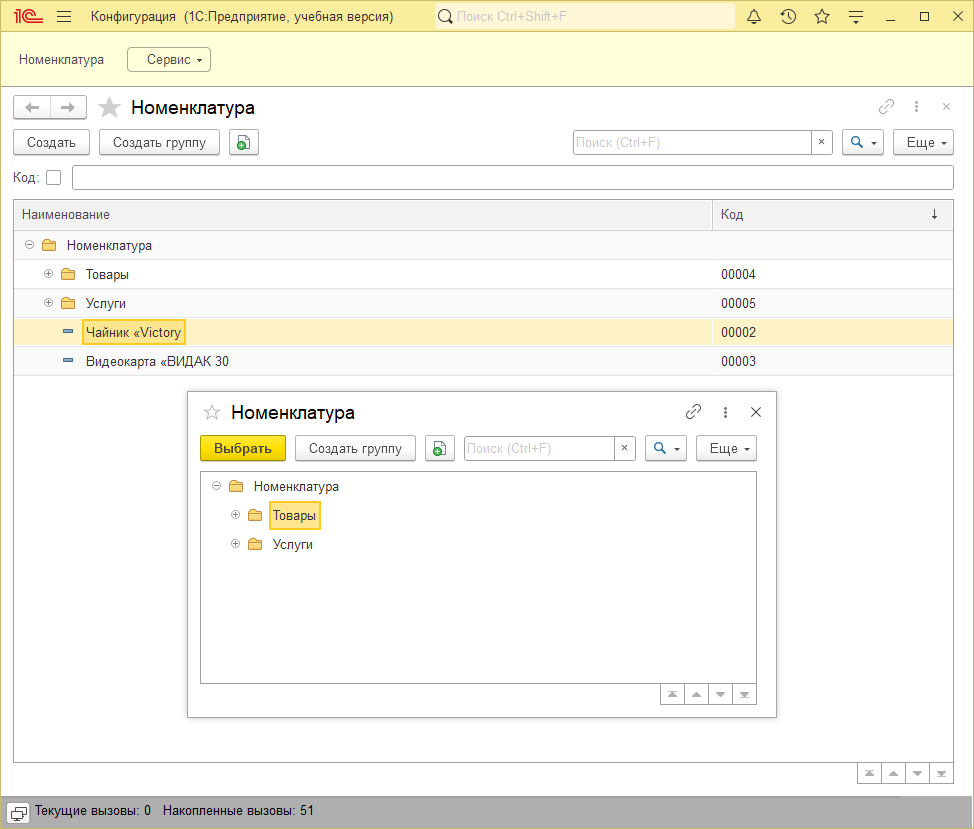 1С Конфигурация (1С:Предприятие, учебная версия) Поиск Ctrl+Shift+F
Номенклатура Сервис
Номенклатура
Создать Создать группу Поиск (Ctrl+F) × Еще
Код:
Наименование Код ↓
Номенклатура
Товары 00004
Услуги 00005
Чайник «Victory 00002
Видеокарта «ВИДАК 30 00003
Номенклатура
Выбрать Создать группу Поиск (Ctrl+F) × Еще
Номенклатура
Товары
Услуги
Текущие вызовы: 0 Накопленные вызовы: 51